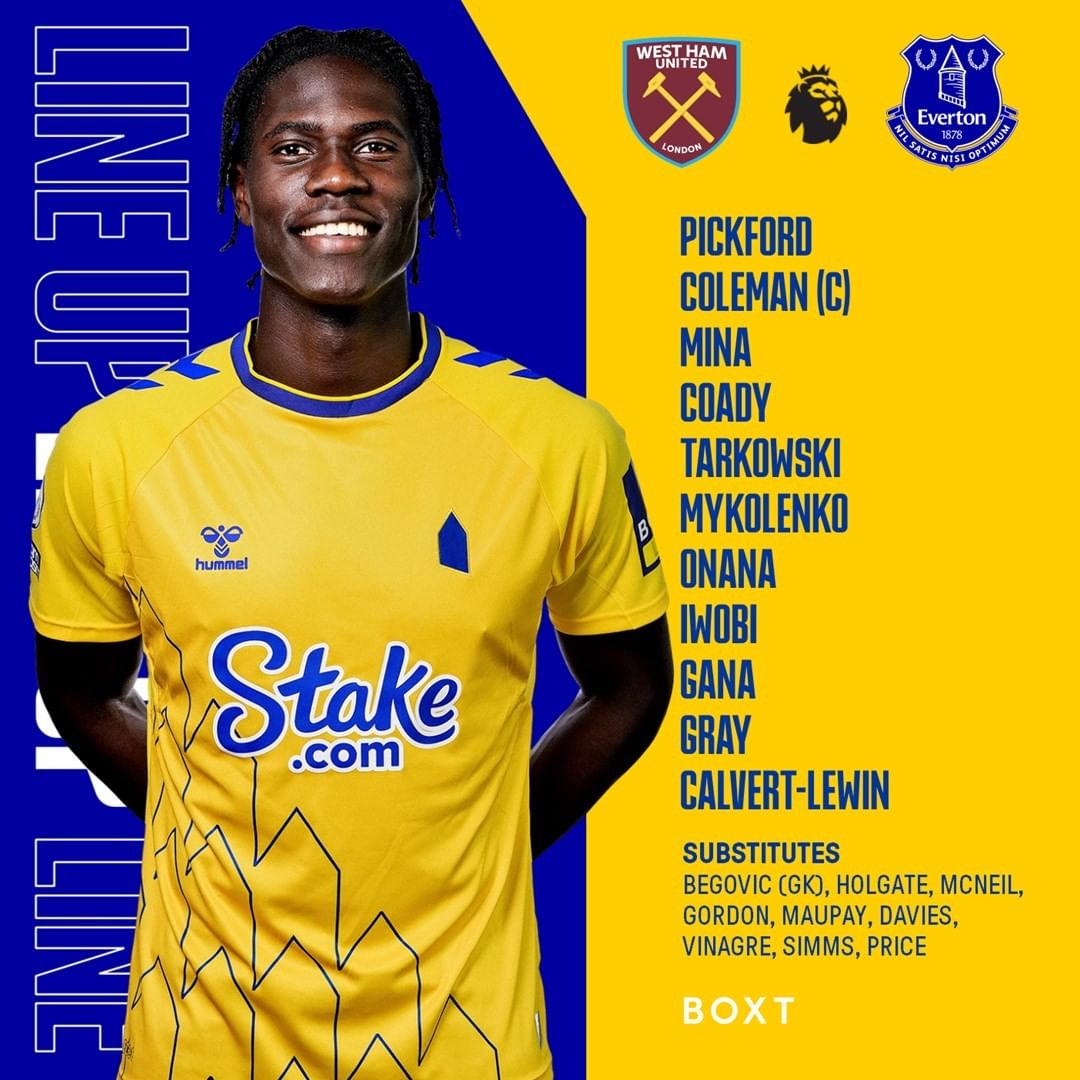 LINE UP
UP
LINE
WEST HAM
UNITED
LONDON
Everton
1878
NIL SATIS NISI OPTIMUM
PICKFORD
COLEMAN (C)
MINA
COADY
TARKOWSKI
MYKOLENKO
ONANA
IWOBI
GANA
GRAY
CALVERT-LEWIN
SUBSTITUTES
BEGOVIC (GK), HOLGATE, MCNEIL,
GORDON, MAUPAY, DAVIES,
VINAGRE, SIMMS, PRICE
BOXT
hummel
B
Stake
.com